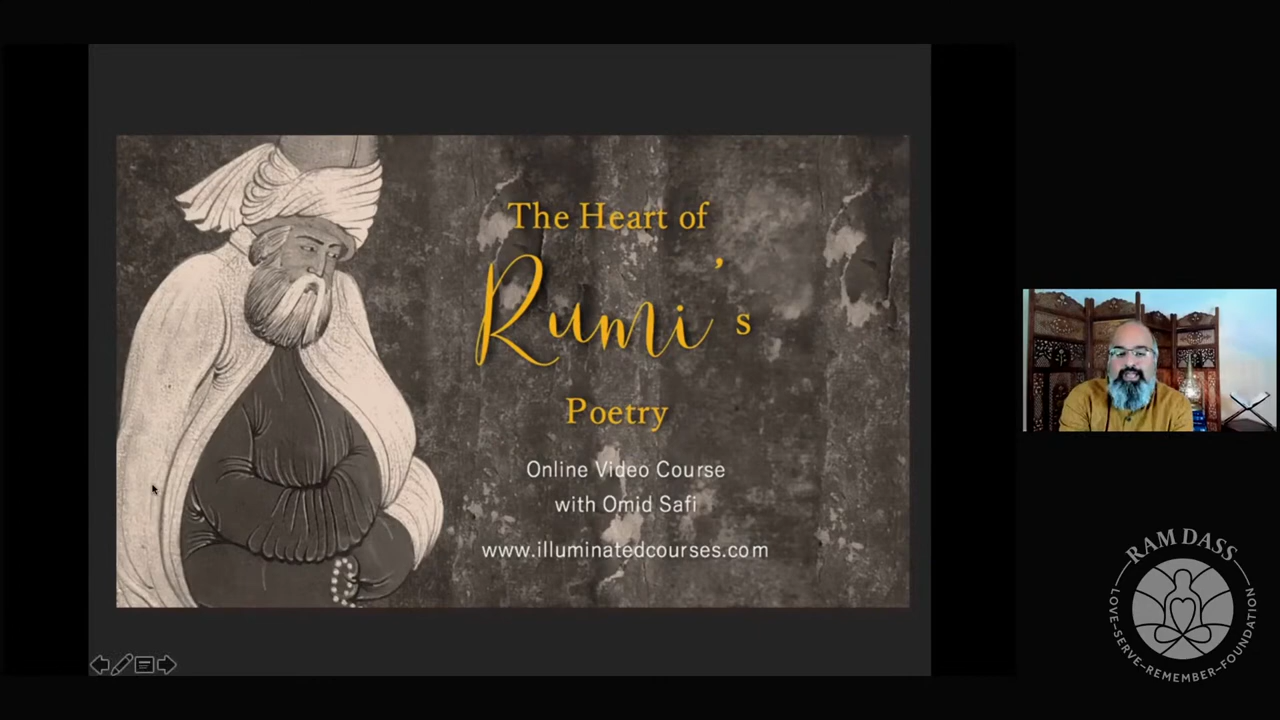 The Heart of
Rumi's
Poetry
Online Video Course
with Omid Safi
www.illuminatedcourses.com
RAM DASS
LOVE-SERVE-REMEMBER-FOUNDATION